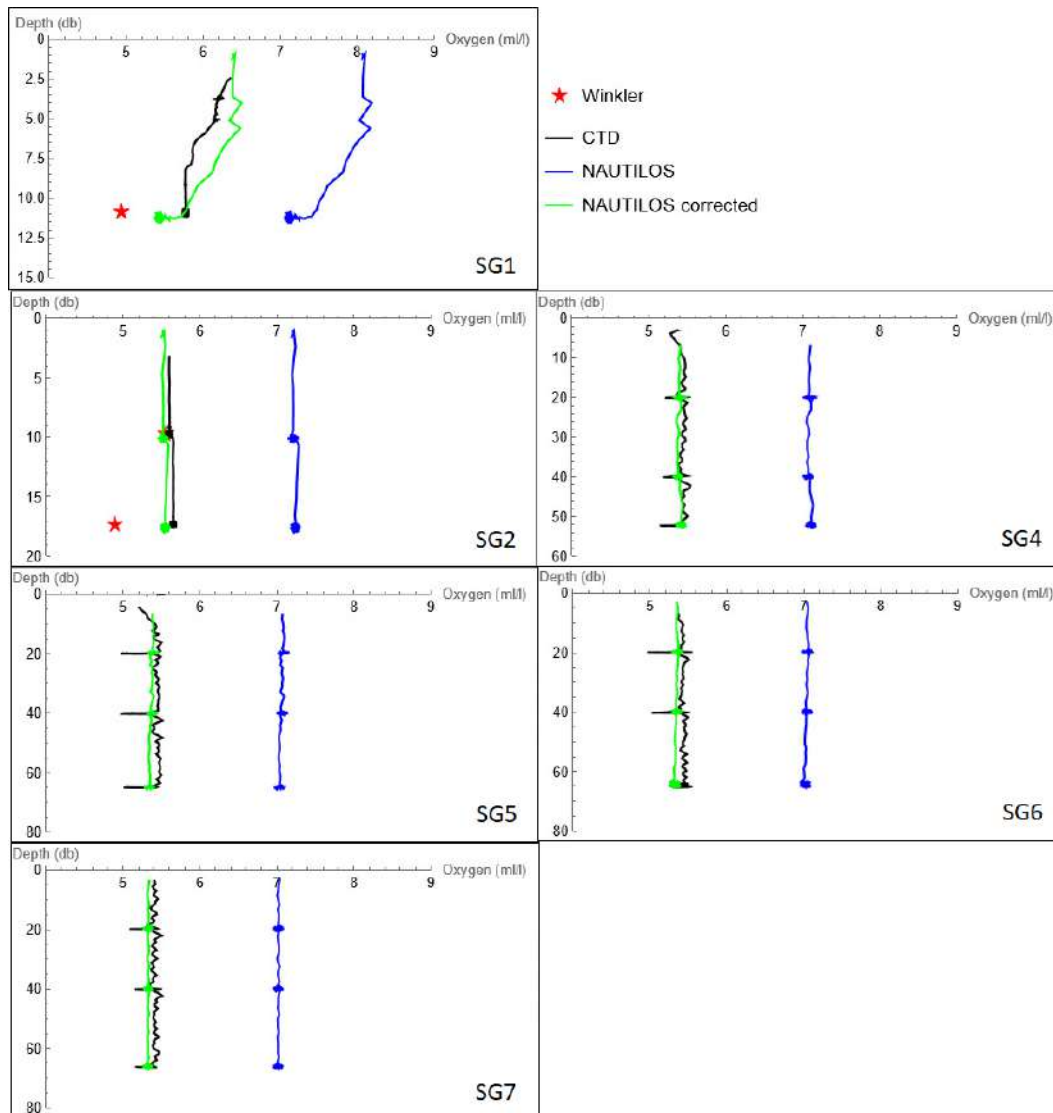 Depth (db)
Oxygen (ml/l)
0 5 6 7 8 9
2.5
5.0
7.5
10.0
12.5
15.0
SG1
Winkler
CTD
NAUTILOS
NAUTILOS corrected
Depth (db)
Oxygen (ml/l)
0 5 6 7 8 9
5
10
15
20
SG2
Depth (db)
Oxygen (ml/l)
0 5 6 7 8 9
10
20
30
40
50
60
SG4
Depth (db)
Oxygen (ml/l)
0 5 6 7 8 9
20
40
60
80
SG5
Depth (db)
Oxygen (ml/l)
0 5 6 7 8 9
20
40
60
80
SG6
Depth (db)
Oxygen (ml/l)
0 5 6 7 8 9
20
40
60
80
SG7